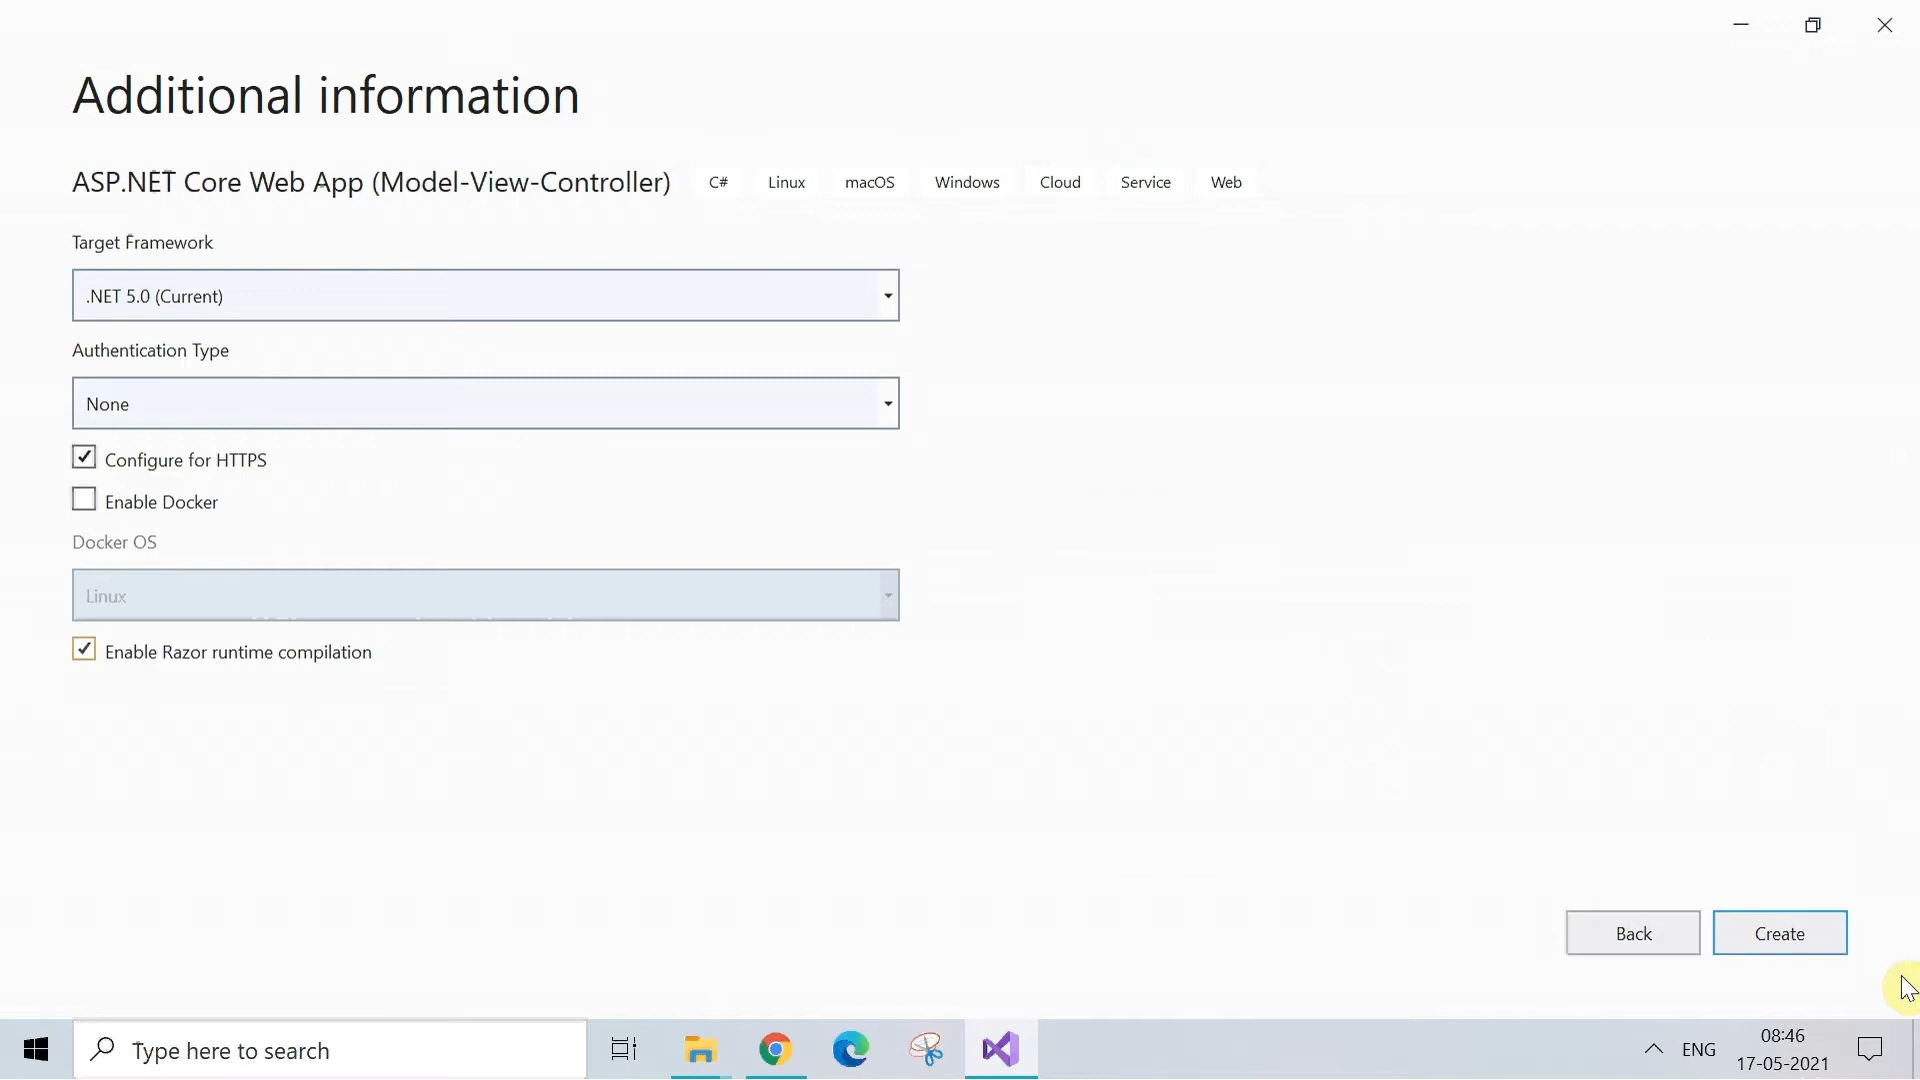 Additional information
ASP.NET Core Web App (Model-View-Controller) C# Linux macOS Windows Cloud Service Web
Target Framework
.NET 5.0 (Current)
Authentication Type
None
Configure for HTTPS
Enable Docker
Docker OS
Linux
Enable Razor runtime compilation
Back Create
Type here to search
ENG
08:46
17-05-2021